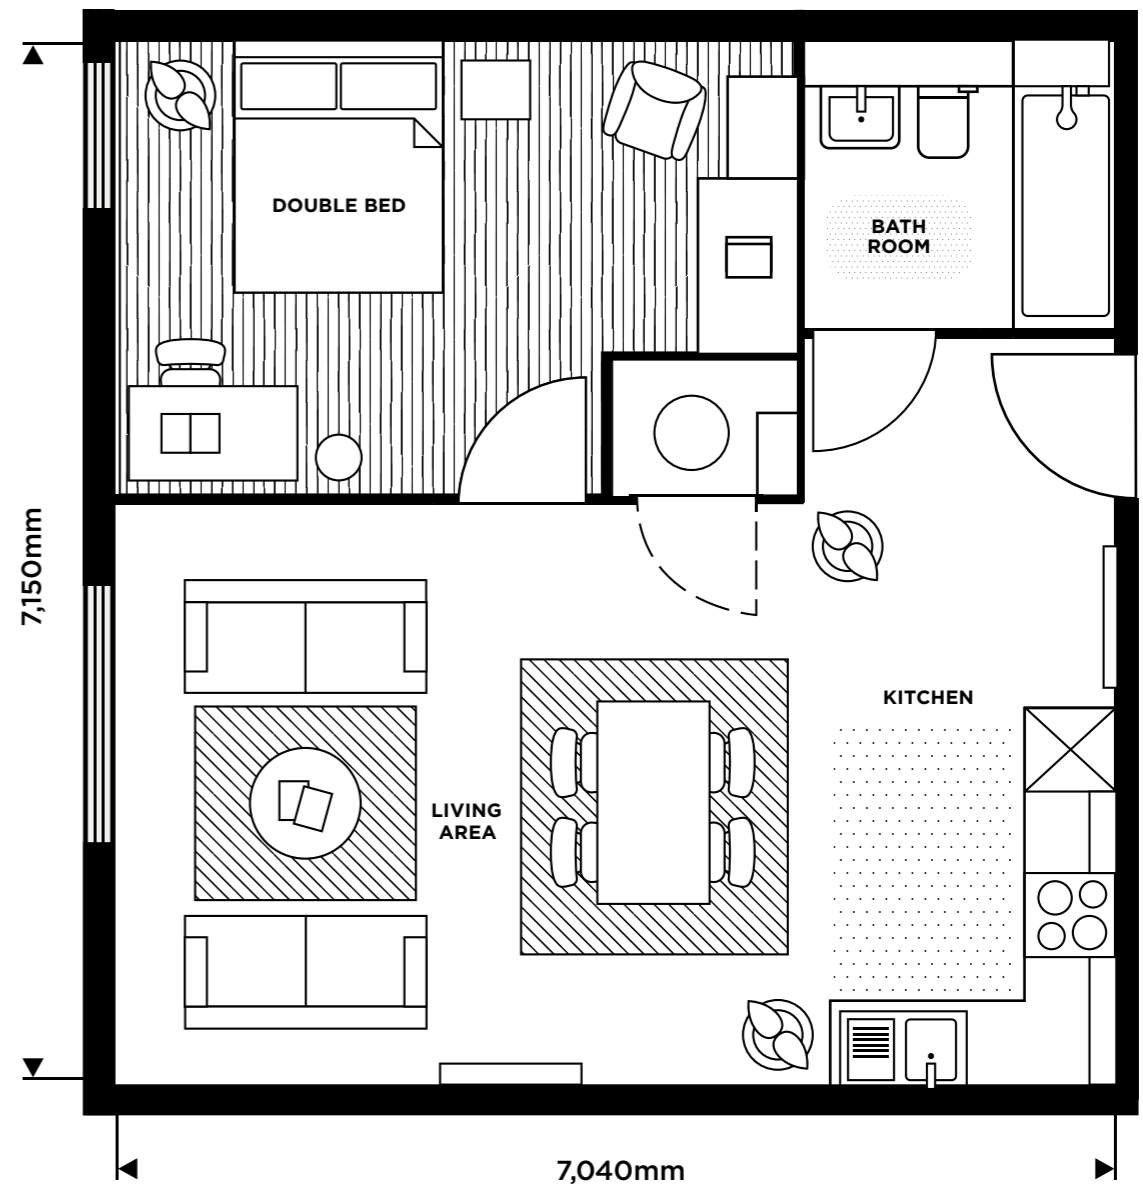 DOUBLE BED
BATH
ROOM
7,150mm
KITCHEN
LIVING
AREA
7,040mm